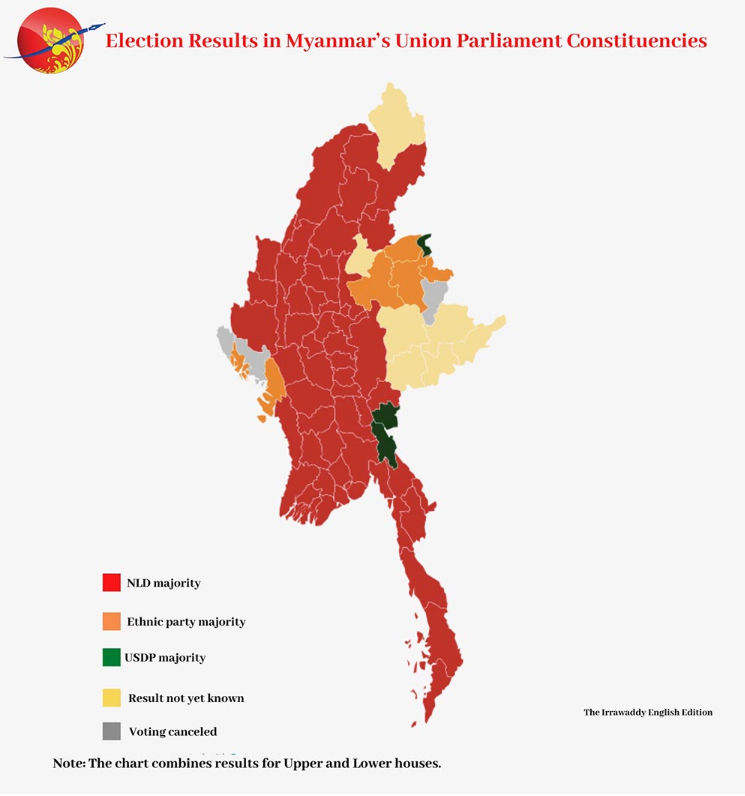 Election Results in Myanmar's Union Parliament Constituencies
NLD majority
Ethnic party majority
USDP majority
Result not yet known
Voting canceled
The Irrawaddy English Edition
Note: The chart combines results for Upper and Lower houses.